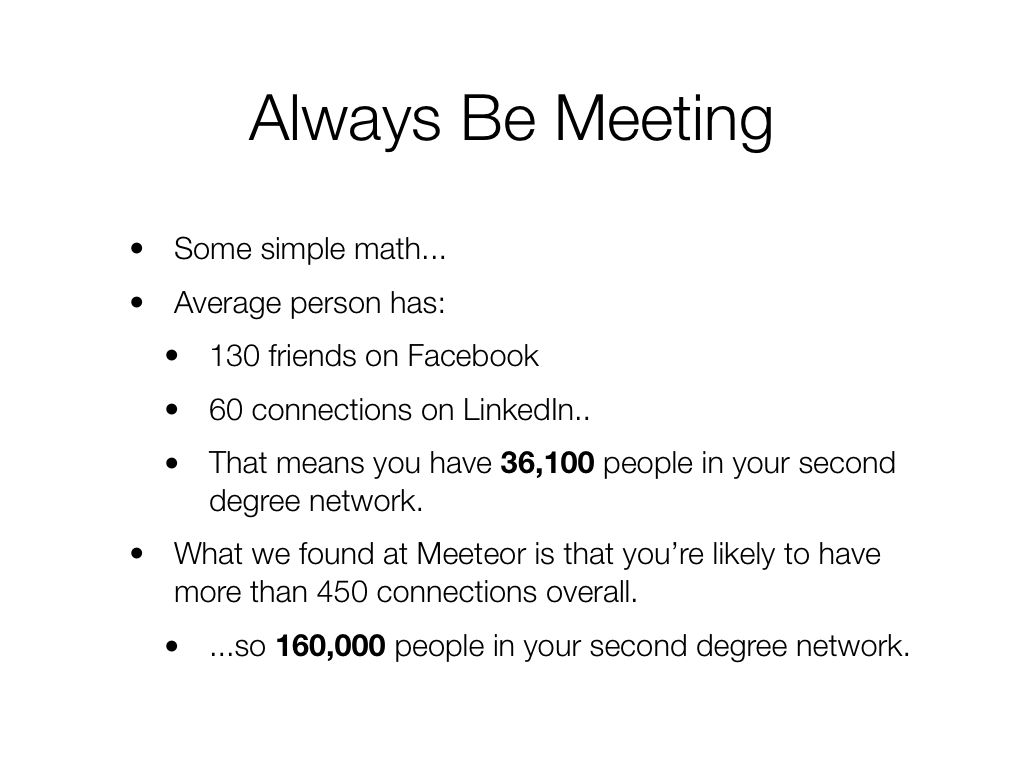 Always Be Meeting
• Some simple math...
• Average person has:
• 130 friends on Facebook
• 60 connections on LinkedIn..
• That means you have 36,100 people in your second
degree network.
• What we found at Meeteor is that you’re likely to have
more than 450 connections overall.
• ...so 160,000 people in your second degree network.